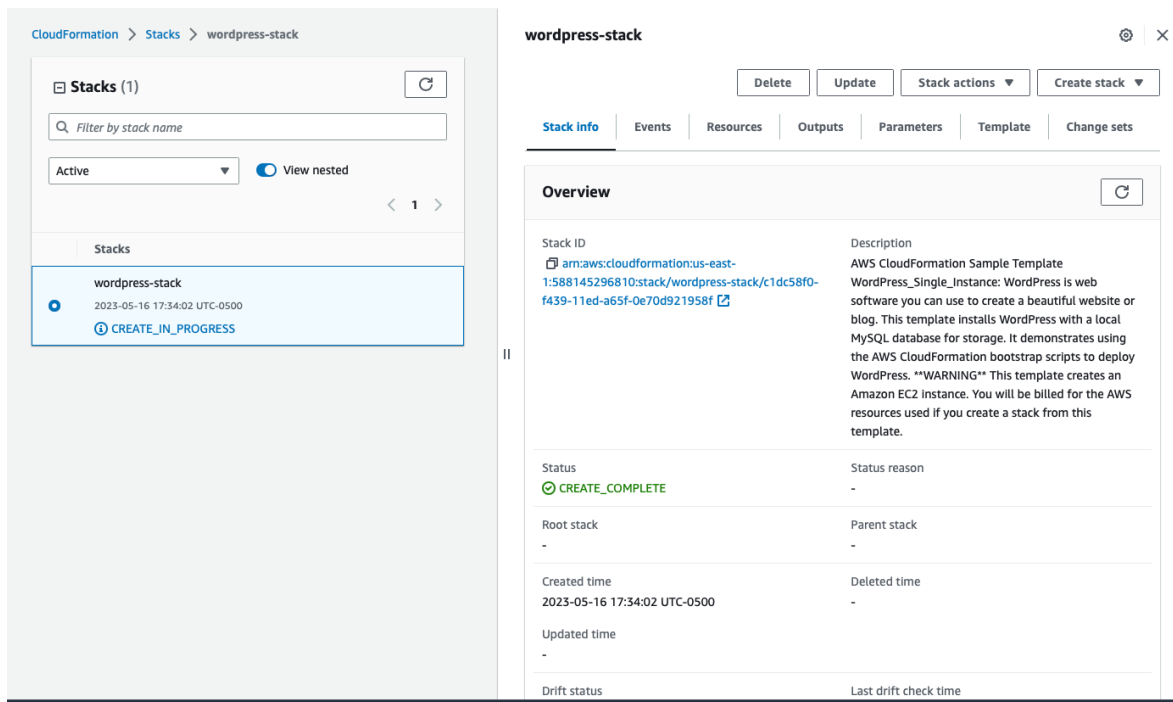 CloudFormation > Stacks > wordpress-stack
Stacks (1)
Filter by stack name
Active
View nested
< 1 >
Stacks
wordpress-stack
2023-05-16 17:34:02 UTC-0500
CREATE_IN_PROGRESS
wordpress-stack
Delete
Update
Stack actions
Create stack
Stack info
Events
Resources
Outputs
Parameters
Template
Change sets
Overview
Stack ID
arn:aws:cloudformation:us-east-
1:588145296810:stack/wordpress-stack/c1dc58f0-
f439-11ed-a65f-0e70d921958f
Description
AWS CloudFormation Sample Template
WordPress_Single_Instance: WordPress is web
software you can use to create a beautiful website or
blog. This template installs WordPress with a local
MySQL database for storage. It demonstrates using
the AWS CloudFormation bootstrap scripts to deploy
WordPress. **WARNING** This template creates an
Amazon EC2 instance. You will be billed for the AWS
resources used if you create a stack from this
template.
Status
CREATE_COMPLETE
Status reason
-
Root stack
-
Parent stack
-
Created time
2023-05-16 17:34:02 UTC-0500
Deleted time
-
Updated time
-
Drift status
Last drift check time